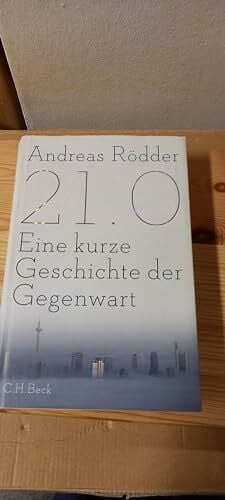 Andreas Rödder
21.0
Eine kurze
Geschichte der
Gegenwart
C.H.Beck